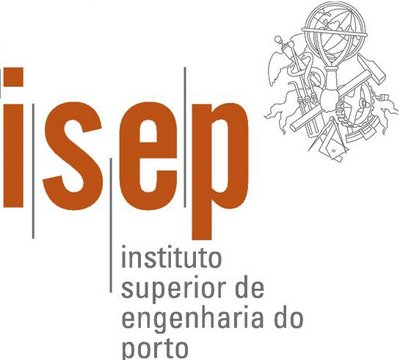 isep
instituto
superior de
engenharia do
porto